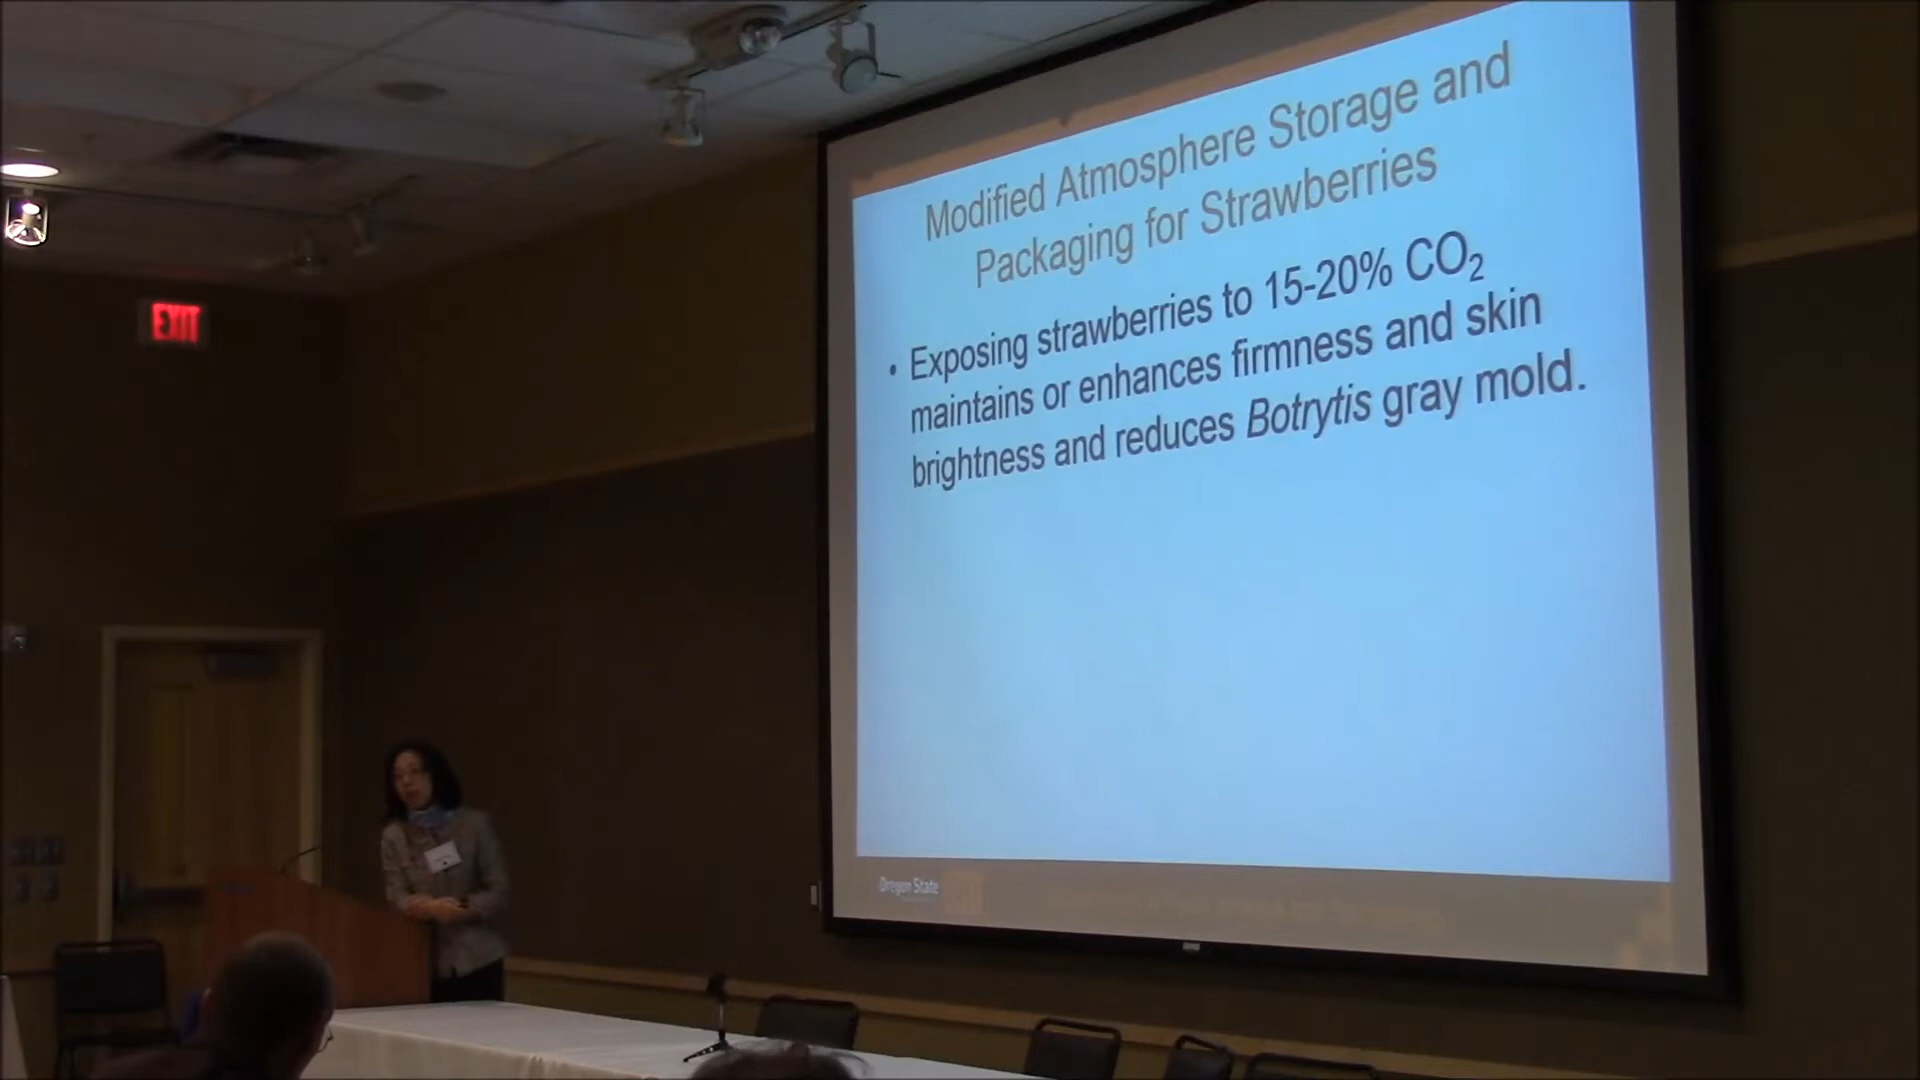 EXIT
Modified Atmosphere Storage and
Packaging for Strawberries
• Exposing strawberries to 15-20% CO₂
maintains or enhances firmness and skin
brightness and reduces Botrytis gray mold.
Oregon State